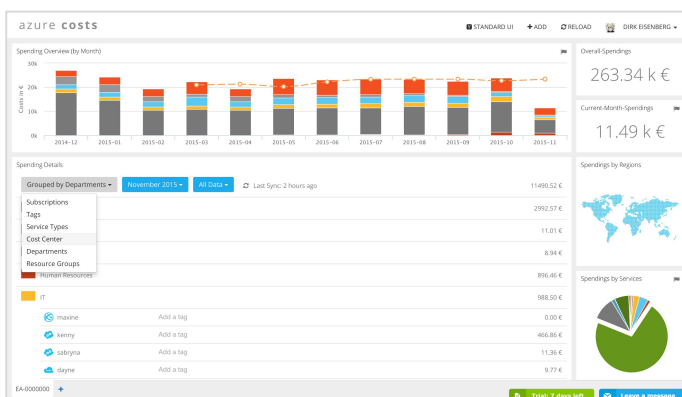 azure costs
STANDARD UI
+ ADD
RELOAD
DIRK EISENBERG
Spending Overview (by Month)
Costs in €
30k
20k
10k
0k
2014-12 2015-01 2015-02 2015-03 2015-04 2015-05 2015-06 2015-07 2015-08 2015-09 2015-10 2015-11
Overall-Spendings
263.34 k €
Current-Month-Spendings
11.49 k €
Spending Details
Grouped by Departments
November 2015
All Data
Last Sync: 2 hours ago
11490.52 €
Subscriptions
Tags
Service Types
Cost Center
Departments
Resource Groups
2992.57 €
11.01 €
8.94 €
Human Resources 896.46 €
IT 988.50 €
maxine Add a tag 0.00 €
kenny Add a tag 466.86 €
sabryna Add a tag 11.36 €
dayne Add a tag 9.77 €
Spendings by Regions
Spendings by Services
EA-0000000 +
Trial: 7 days left
Leave a message